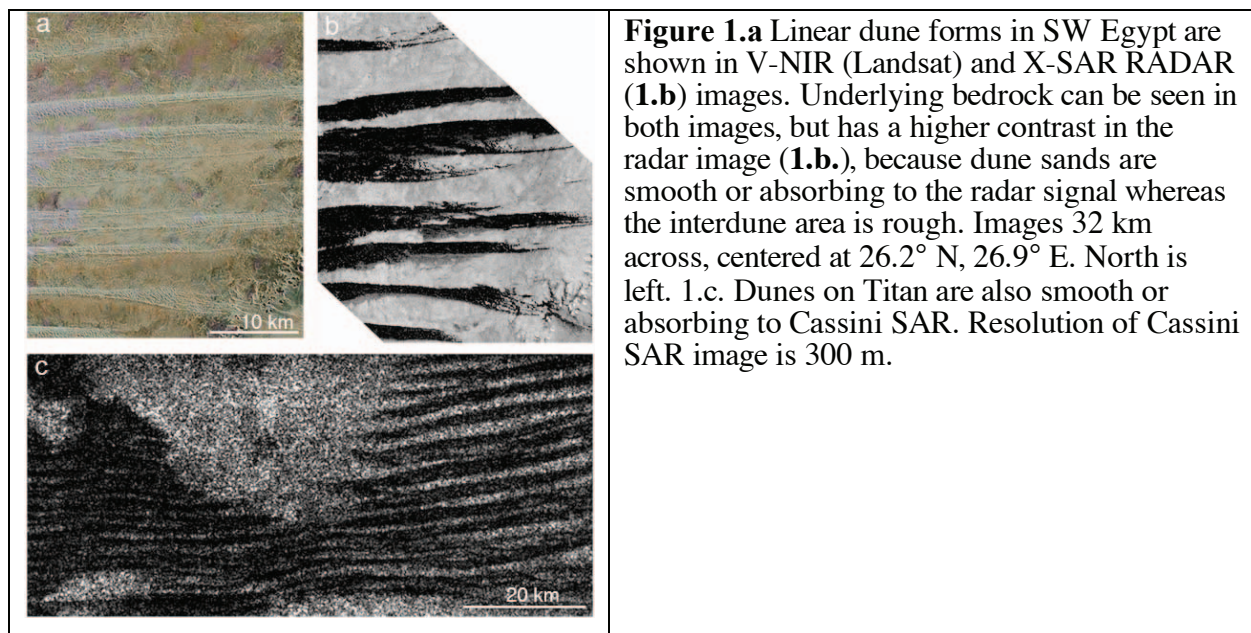 a
b
10 km
c
20 km
Figure 1.a Linear dune forms in SW Egypt are
shown in V-NIR (Landsat) and X-SAR RADAR
(1.b) images. Underlying bedrock can be seen in
both images, but has a higher contrast in the
radar image (1.b.), because dune sands are
smooth or absorbing to the radar signal whereas
the interdune area is rough. Images 32 km
across, centered at 26.2° N, 26.9° E. North is
left. 1.c. Dunes on Titan are also smooth or
absorbing to Cassini SAR. Resolution of Cassini
SAR image is 300 m.